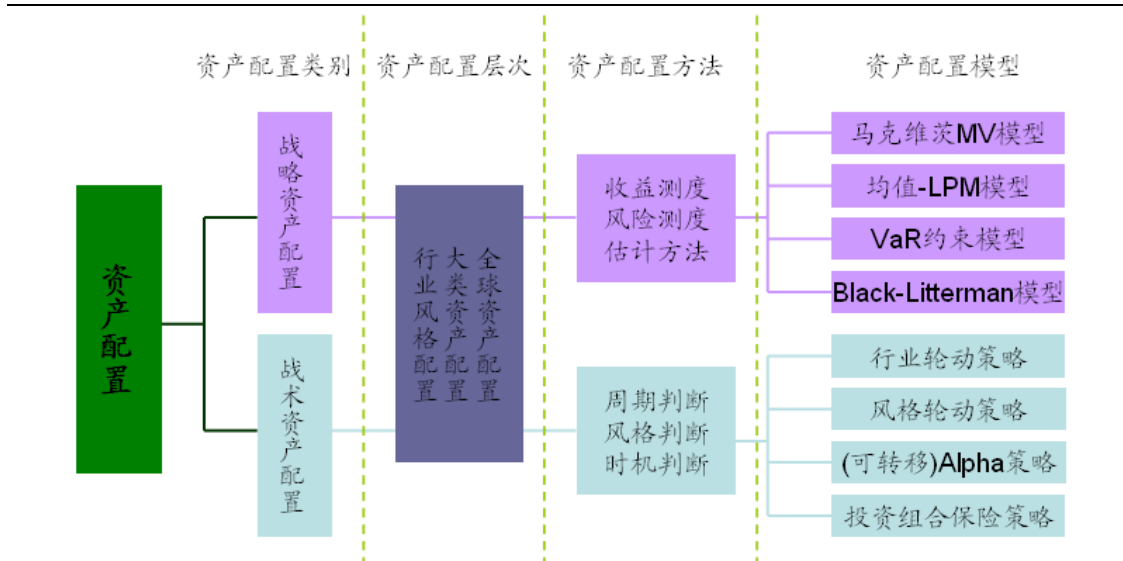 资产配置类别
资产配置层次
资产配置方法
资产配置模型
资产配置
战略资产配置
战术资产配置
全球资产配置
大类资产配置
行业风格配置
收益测度
风险测度
估计方法
周期判断
风格判断
时机判断
马克维茨MV模型
均值-LPM模型
VaR约束模型
Black-Litterman模型
行业轮动策略
风格轮动策略
(可转移)Alpha策略
投资组合保险策略